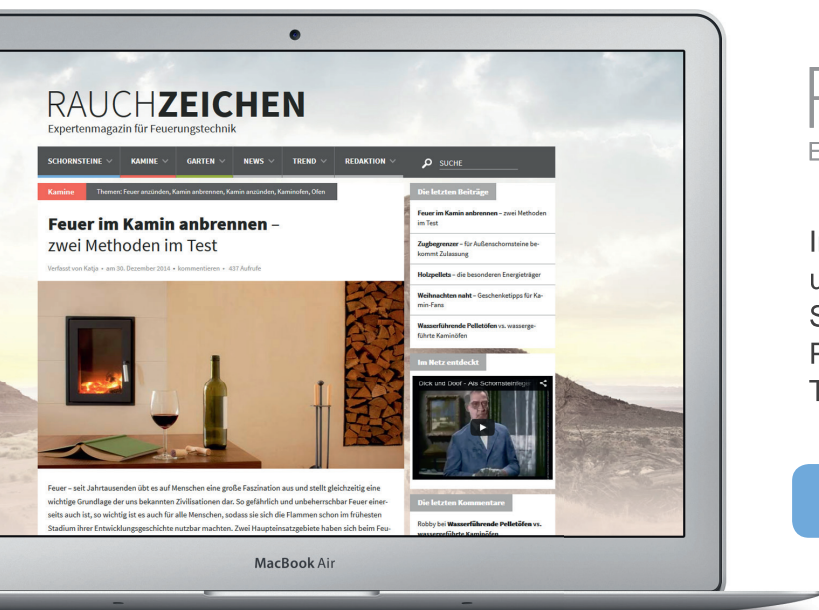 RAUCHZEICHEN
Expertenmagazin für Feuerungstechnik
SCHORNSTEINE KAMINE GARTEN NEWS TREND REDAKTION SUCHE
Kamine Themen: Feuer anzünden, Kamin anbrennen, Kamin anzünden, Kaminofen, Ofen
Feuer im Kamin anbrennen –
zwei Methoden im Test
Verfasst von Katja • am 30. Dezember 2014 • kommentieren • 437 Aufrufe
Feuer – seit Jahrtausenden übt es auf Menschen eine große Faszination aus und stellt gleichzeitig eine
wichtige Grundlage der uns bekannten Zivilisationen dar. So gefährlich und unbeherrschbar Feuer einer-
seits auch ist, so wichtig ist es auch für alle Menschen, sodass sie sich die Flammen schon im frühesten
Stadium ihrer Entwicklungsgeschichte nutzbar machten. Zwei Haupteinsatzgebiete haben sich beim Feu-
Die letzten Beiträge
Feuer im Kamin anbrennen – zwei Methoden
im Test
Zugbegrenzer – für Außenschornsteine be-
kommt Zulassung
Holzpellets – die besonderen Energieträger
Weihnachten naht – Geschenketipps für Ka-
min-Fans
Wasserführende Pelletöfen vs. wasserge-
führte Kaminöfen
Im Netz entdeckt
Dick und Doof - Als Schornsteinfeger
Die letzten Kommentare
Robby bei Wasserführende Pelletöfen vs.
wassergeführte Kaminöfen
MacBook Air